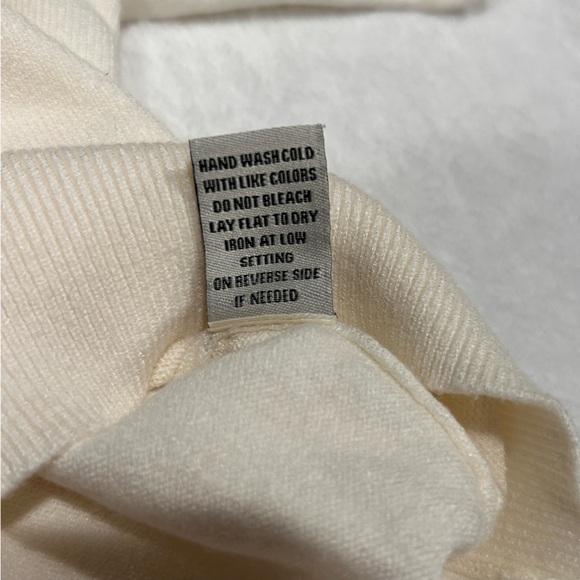 HAND WASH COLD
WITH LIKE COLORS
DO NOT BLEACH
LAY FLAT TO DRY
IRON AT LOW
SETTING
ON REVERSE SIDE
IF NEEDED